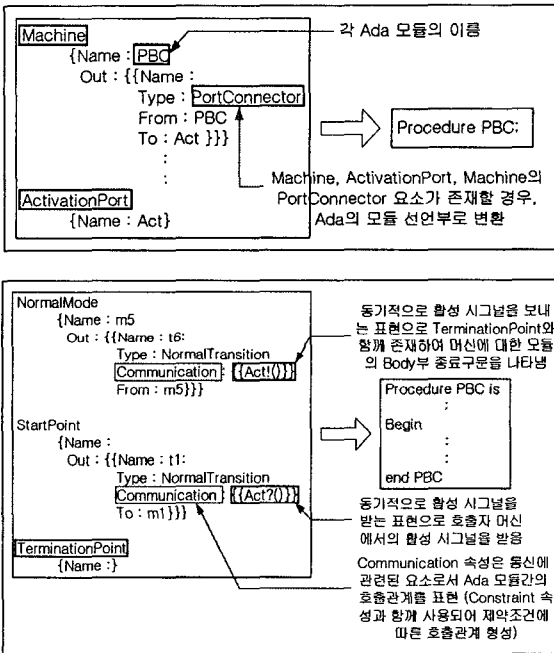 Machine
{Name : PBC
Out : {{Name :
Type : PortConnector
From : PBC
To : Act }}}
:
:
ActivationPort
{Name : Act}
각 Ada 모듈의 이름
Procedure PBC;
Machine, ActivationPort, Machine의
PortConnector 요소가 존재할 경우,
Ada의 모듈 선언부로 변환
NormalMode
{Name : m5
Out : {{Name : t6:
Type : NormalTransition
Communication : {{Act!()}}
From : m5}}}
StartPoint
{Name :
Out : {{Name : t1:
Type : NormalTransition
Communication : {{Act?()}}
To : m1}}}
TerminationPoint
{Name :}
동기적으로 활성 시그널을 보내
는 표현으로 TerminationPoint와
함께 존재하여 머신에 대한 모듈
의 Body부 종료구문을 나타냄
Procedure PBC is
:
Begin
:
:
end PBC
동기적으로 활성 시그널을
받는 표현으로 호출자 머신
에서의 활성 시그널을 받음
Communication 속성은 통신에
관련된 요소로서 Ada 모듈간의
호출관계를 표현 (Constraint 속
성과 함께 사용되어 제약조건에
따른 호출관계 형성)